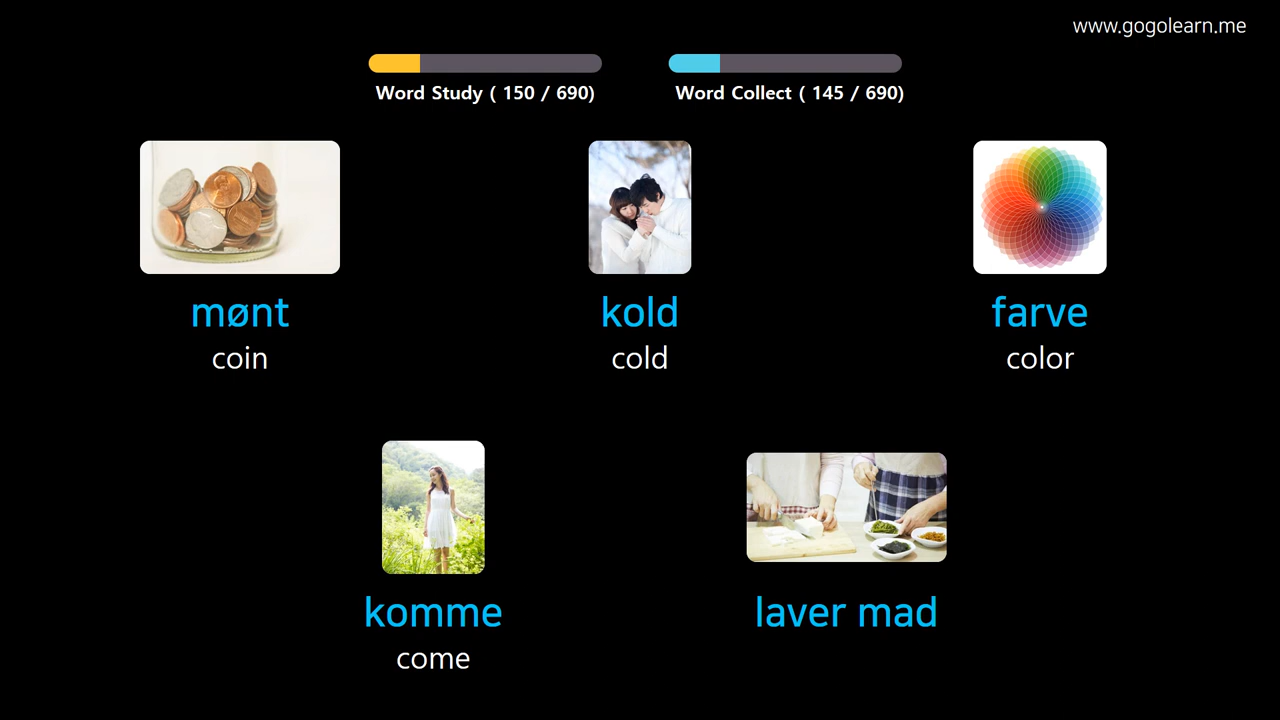 www.gogolearn.me
Word Study ( 150 / 690)
Word Collect ( 145 / 690)
mønt
coin
kold
cold
farve
color
komme
come
laver mad